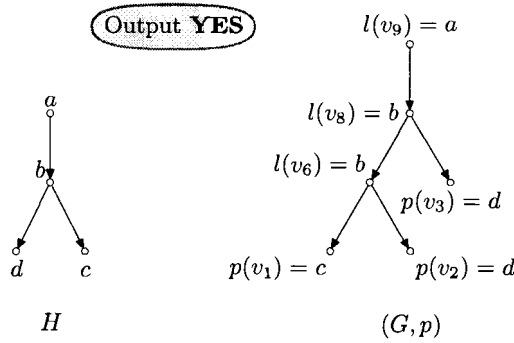 Output YES
l(v₉) = a
a
l(v₈) = b
l(v₆) = b
b
p(v₃) = d
d
c
p(v₁) = c
p(v₂) = d
H
(G, p)